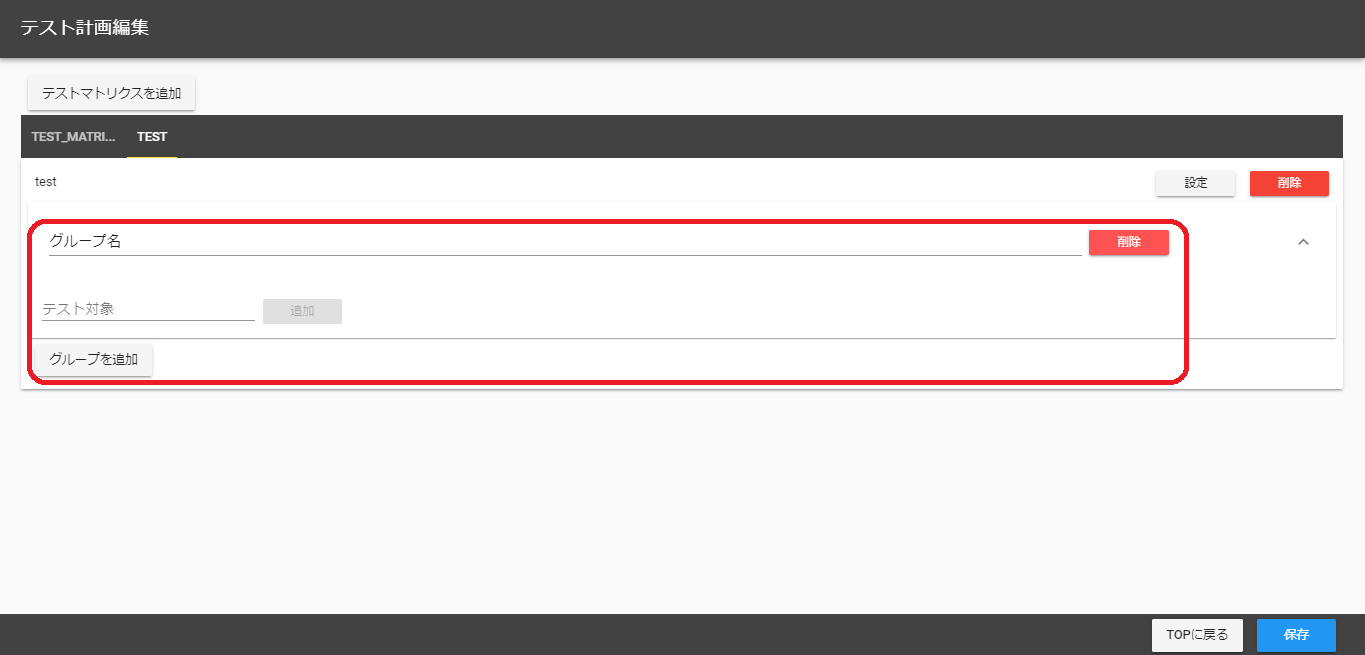 テスト計画編集
テストマトリクスを追加
TEST_MATRI... TEST
test 設定 削除
グループ名 削除
テスト対象 追加
グループを追加
TOPに戻る 保存